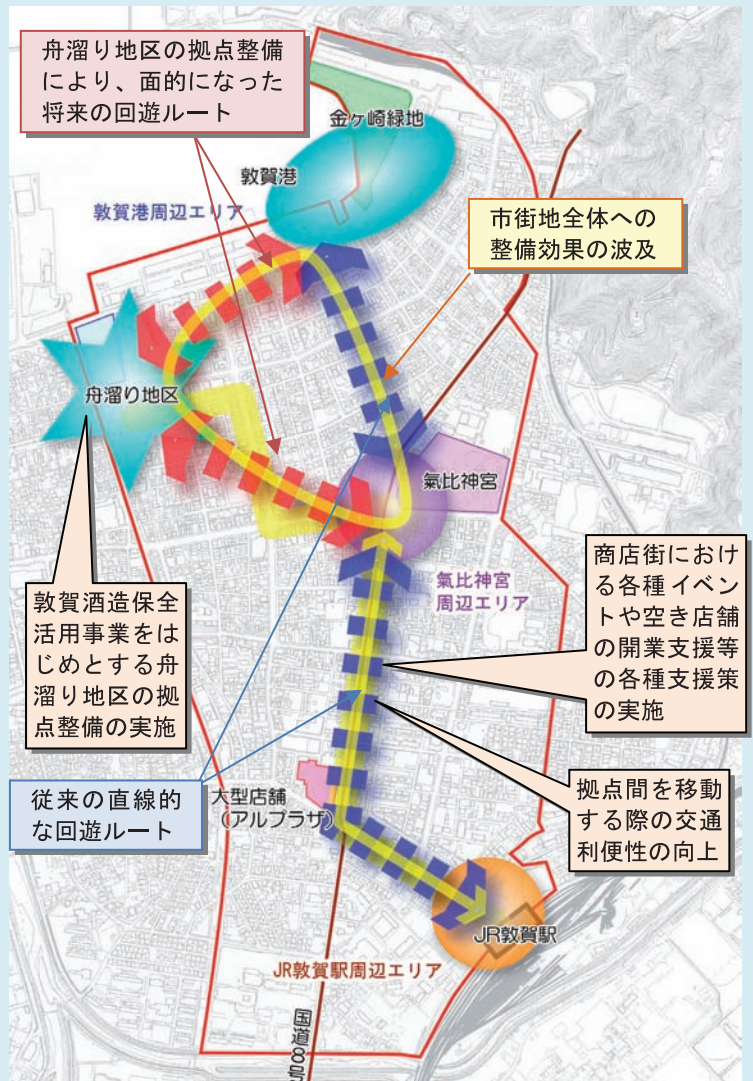 舟溜り地区の拠点整備
により、面的になった
将来の回遊ルート
金ヶ崎緑地
敦賀港
敦賀港周辺エリア
市街地全体への
整備効果の波及
舟溜り地区
氣比神宮
氣比神宮
周辺エリア
商店街におけ
る各種イベン
トや空き店舗
の開業支援等
の各種支援策
の実施
敦賀酒造保全
活用事業をは
じめとする舟
溜り地区の拠
点整備の実施
従来の直線的
な回遊ルート
大型店舗
(アルプラザ)
拠点間を移動
する際の交通
利便性の向上
JR敦賀駅
JR敦賀駅周辺エリア
国道8号